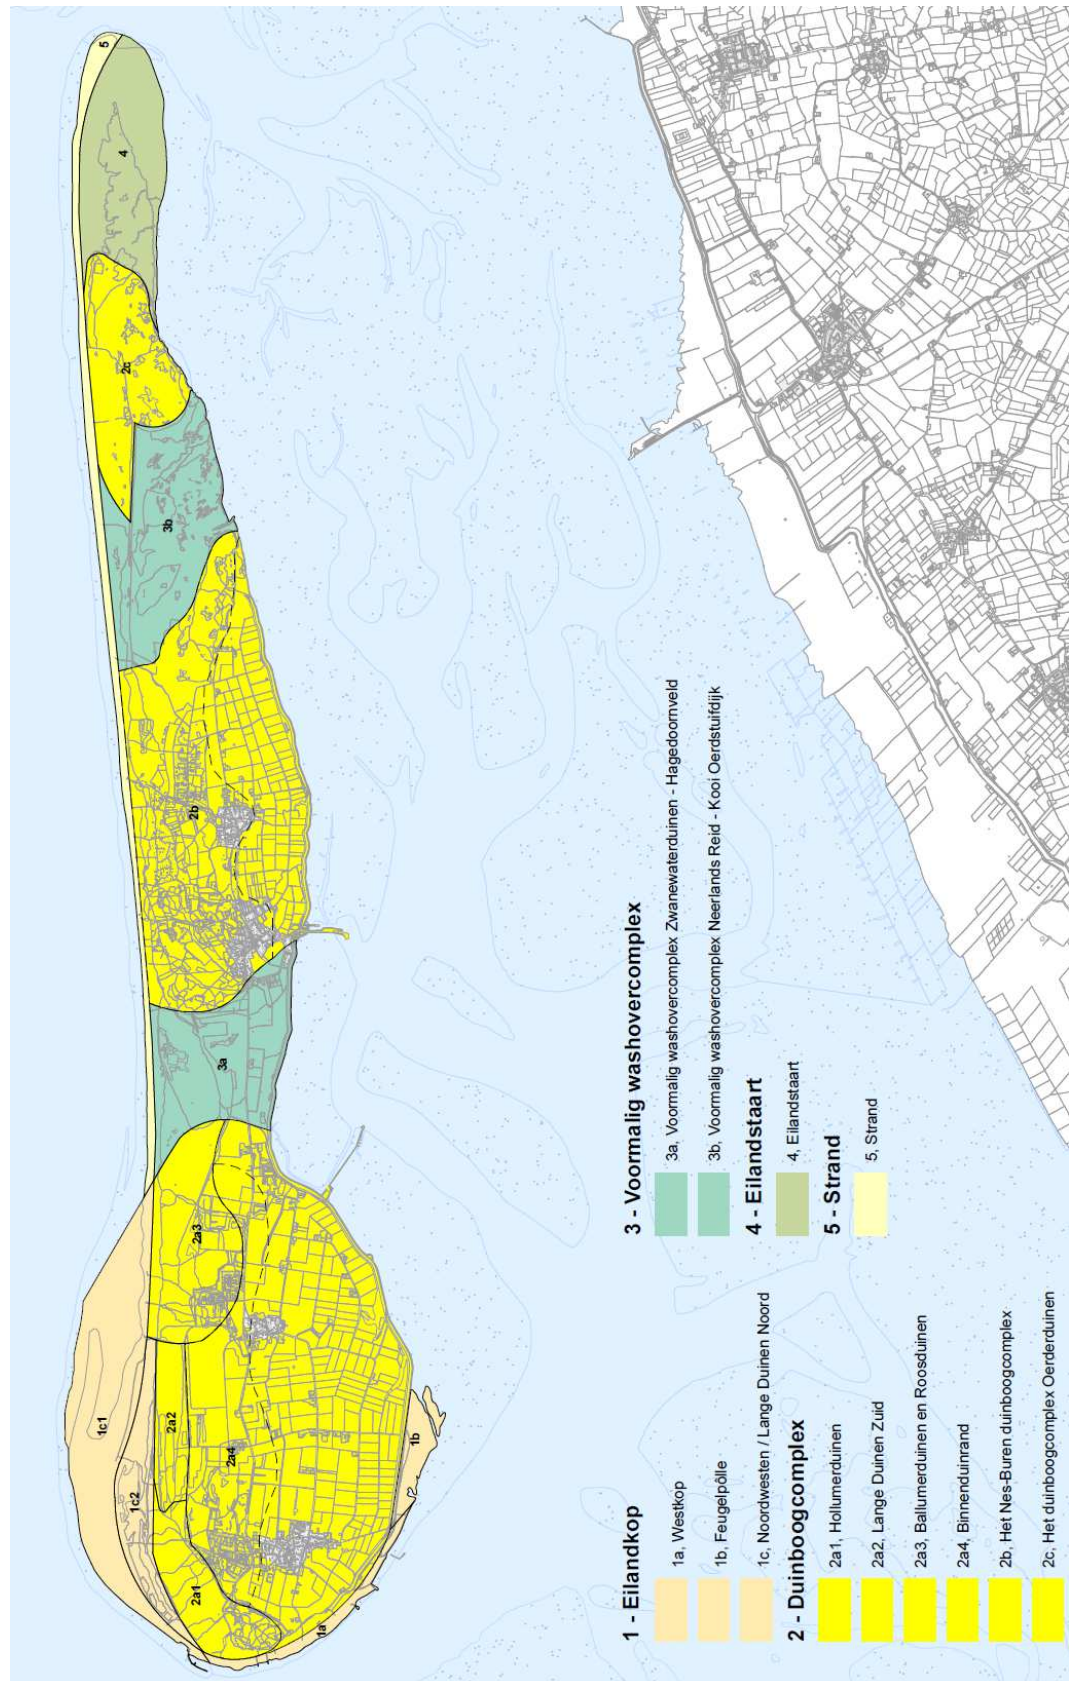 5
4
2c
3b
2b
3a
2a3
1c1
2a2
1c2
2a4
1b
2a1
1a
1 - Eilandkop
1a, Westkop
1b, Feugelpôlle
1c, Noordwesten / Lange Duinen Noord
2 - Duinboogcomplex
2a1, Hollumerduinen
2a2, Lange Duinen Zuid
2a3, Ballumerduinen en Roosduinen
2a4, Binnenduinrand
2b, Het Nes-Buren duinboogcomplex
2c, Het duinboogcomplex Oerderduinen
3 - Voormalig washovercomplex
3a, Voormalig washovercomplex Zwanewaterduinen - Hagedoornveld
3b, Voormalig washovercomplex Neerlands Reid - Kooi Oerdstuifdijk
4 - Eilandstaart
4, Eilandstaart
5 - Strand
5, Strand